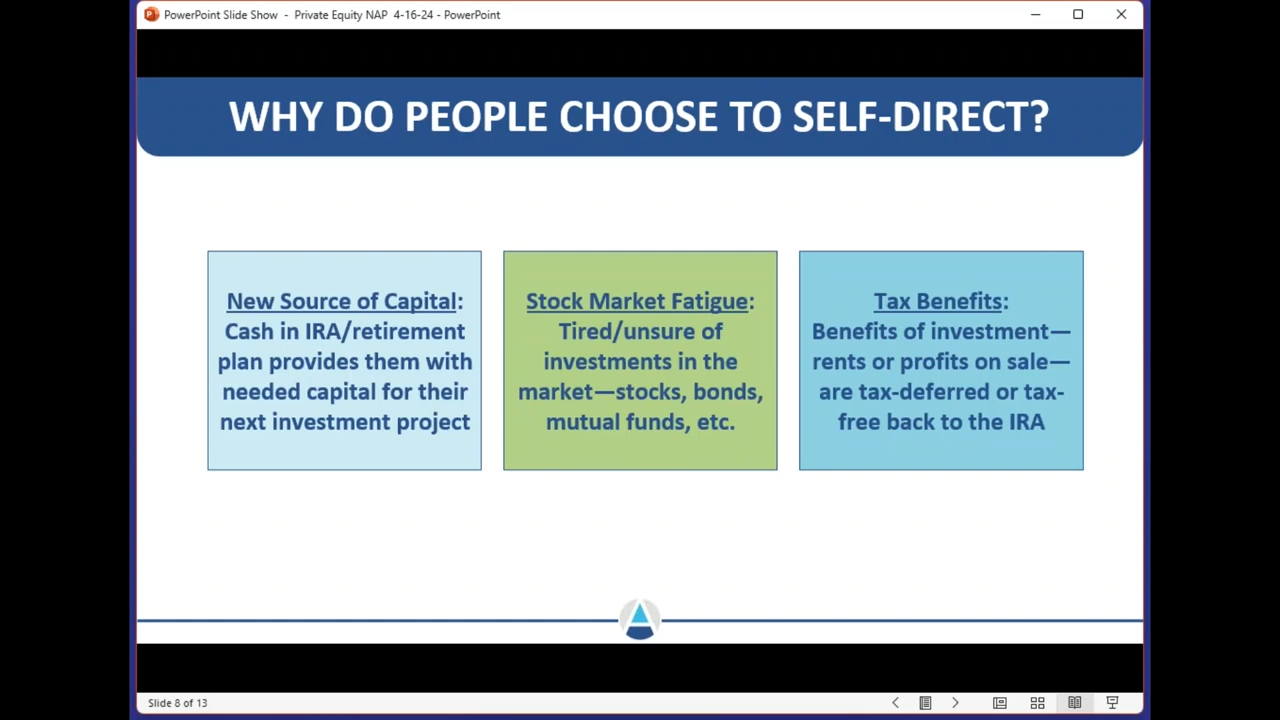 PowerPoint Slide Show - Private Equity NAP 4-16-24 - PowerPoint
WHY DO PEOPLE CHOOSE TO SELF-DIRECT?
New Source of Capital:
Cash in IRA/retirement
plan provides them with
needed capital for their
next investment project
Stock Market Fatigue:
Tired/unsure of
investments in the
market—stocks, bonds,
mutual funds, etc.
Tax Benefits:
Benefits of investment—
rents or profits on sale—
are tax-deferred or tax-
free back to the IRA
Slide 8 of 13